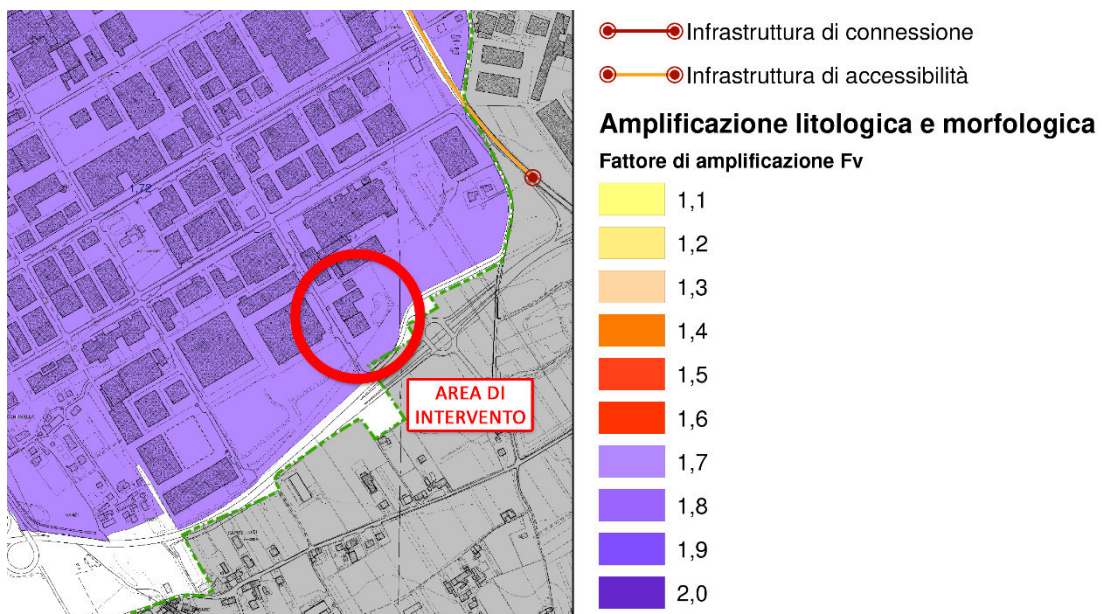 1,72
AREA DI
INTERVENTO
Infrastruttura di connessione
Infrastruttura di accessibilità
Amplificazione litologica e morfologica
Fattore di amplificazione Fv
1,1
1,2
1,3
1,4
1,5
1,6
1,7
1,8
1,9
2,0